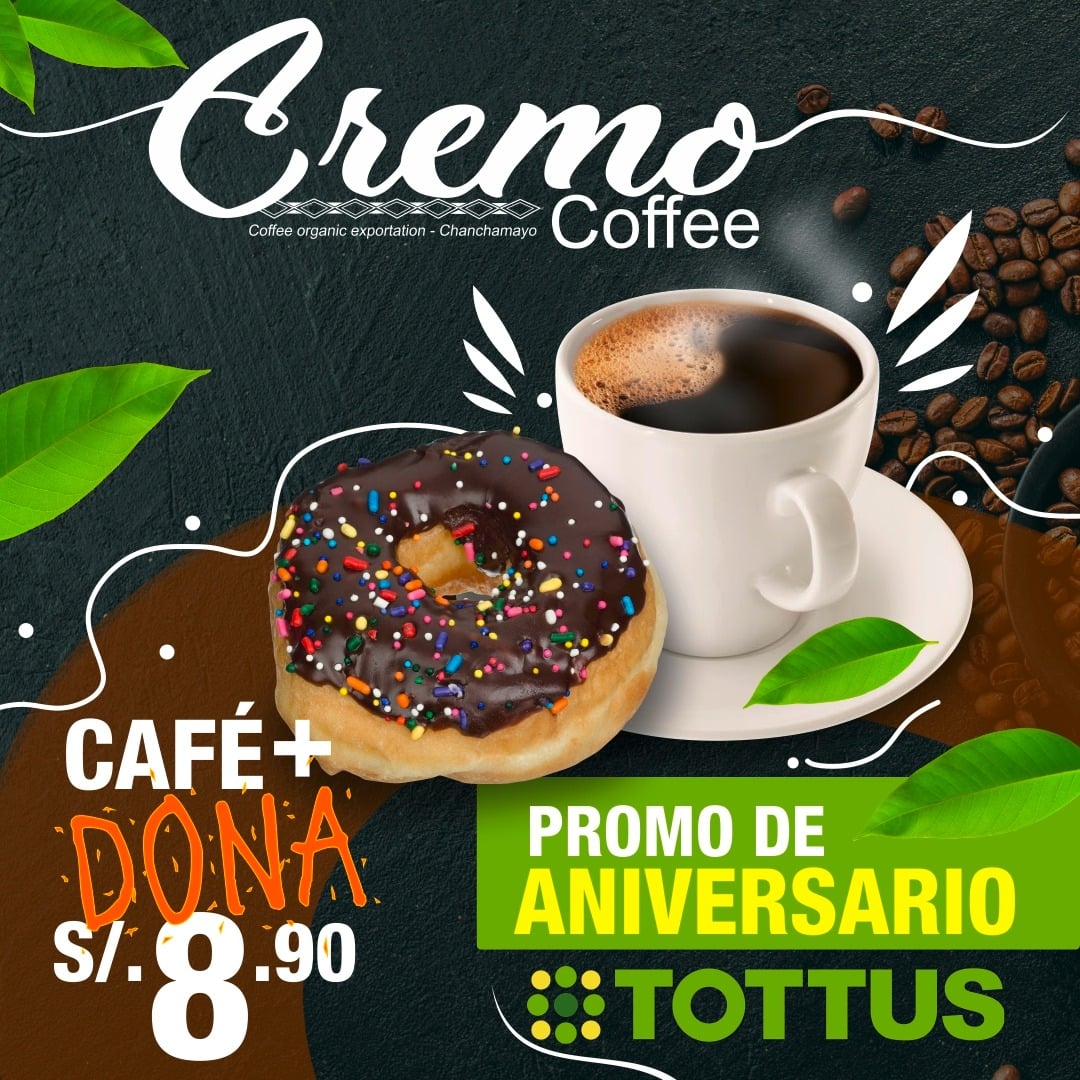 Cremo
Coffee
Coffee organic exportation - Chanchamayo
CAFÉ+
DONA
S/.8.90
PROMO DE
ANIVERSARIO
TOTTUS